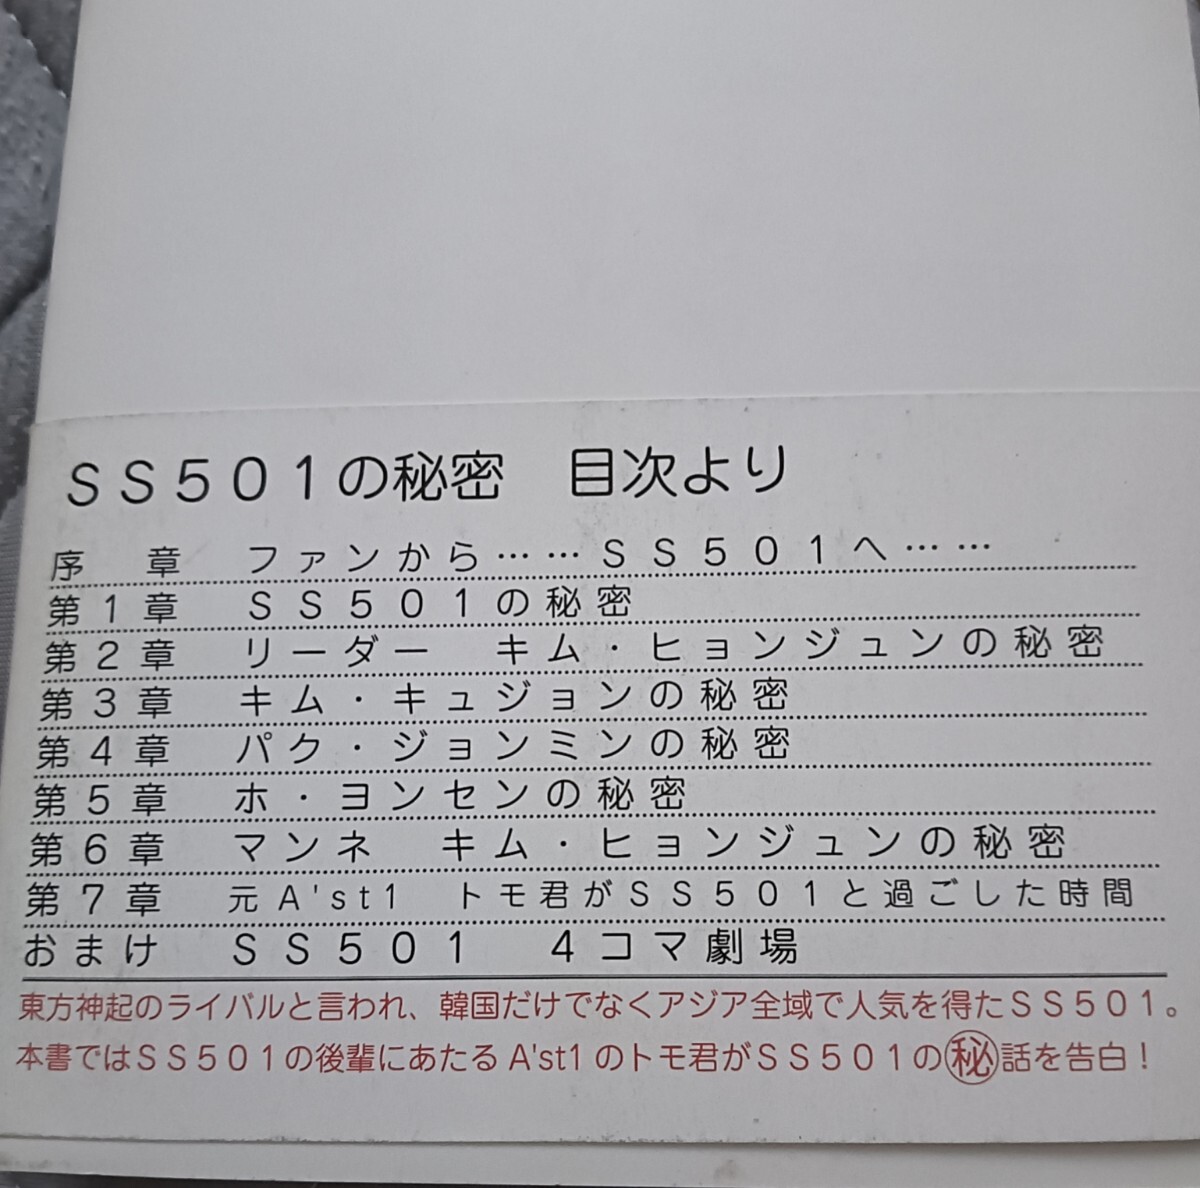 SS501の秘密　目次より
序　章　ファンから……SS501へ……
第1章　SS501の秘密
第2章　リーダー　キム・ヒョンジュンの秘密
第3章　キム・キュジョンの秘密
第4章　パク・ジョンミンの秘密
第5章　ホ・ヨンセンの秘密
第6章　マンネ　キム・ヒョンジュンの秘密
第7章　元A'st1　トモ君がSS501と過ごした時間
おまけ　SS501　4コマ劇場
東方神起のライバルと言われ、韓国だけでなくアジア全域で人気を得たSS501。
本書ではSS501の後輩にあたるA'st1のトモ君がSS501の㊙話を告白！